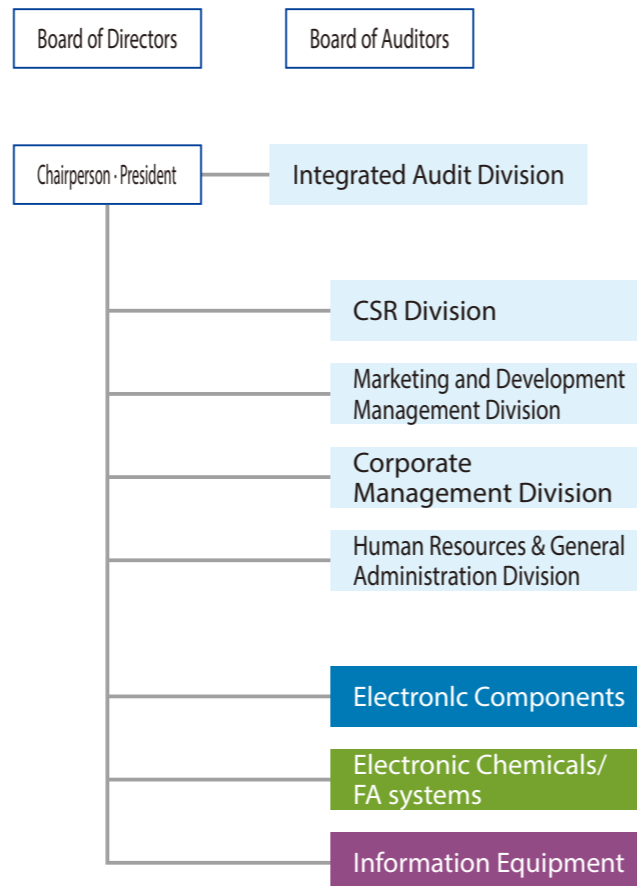 Board of Directors
Board of Auditors
Chairperson · President
Integrated Audit Division
CSR Division
Marketing and Development
Management Division
Corporate
Management Division
Human Resources & General
Administration Division
Electronlc Components
Electronic Chemicals/
FA systems
Information Equipment